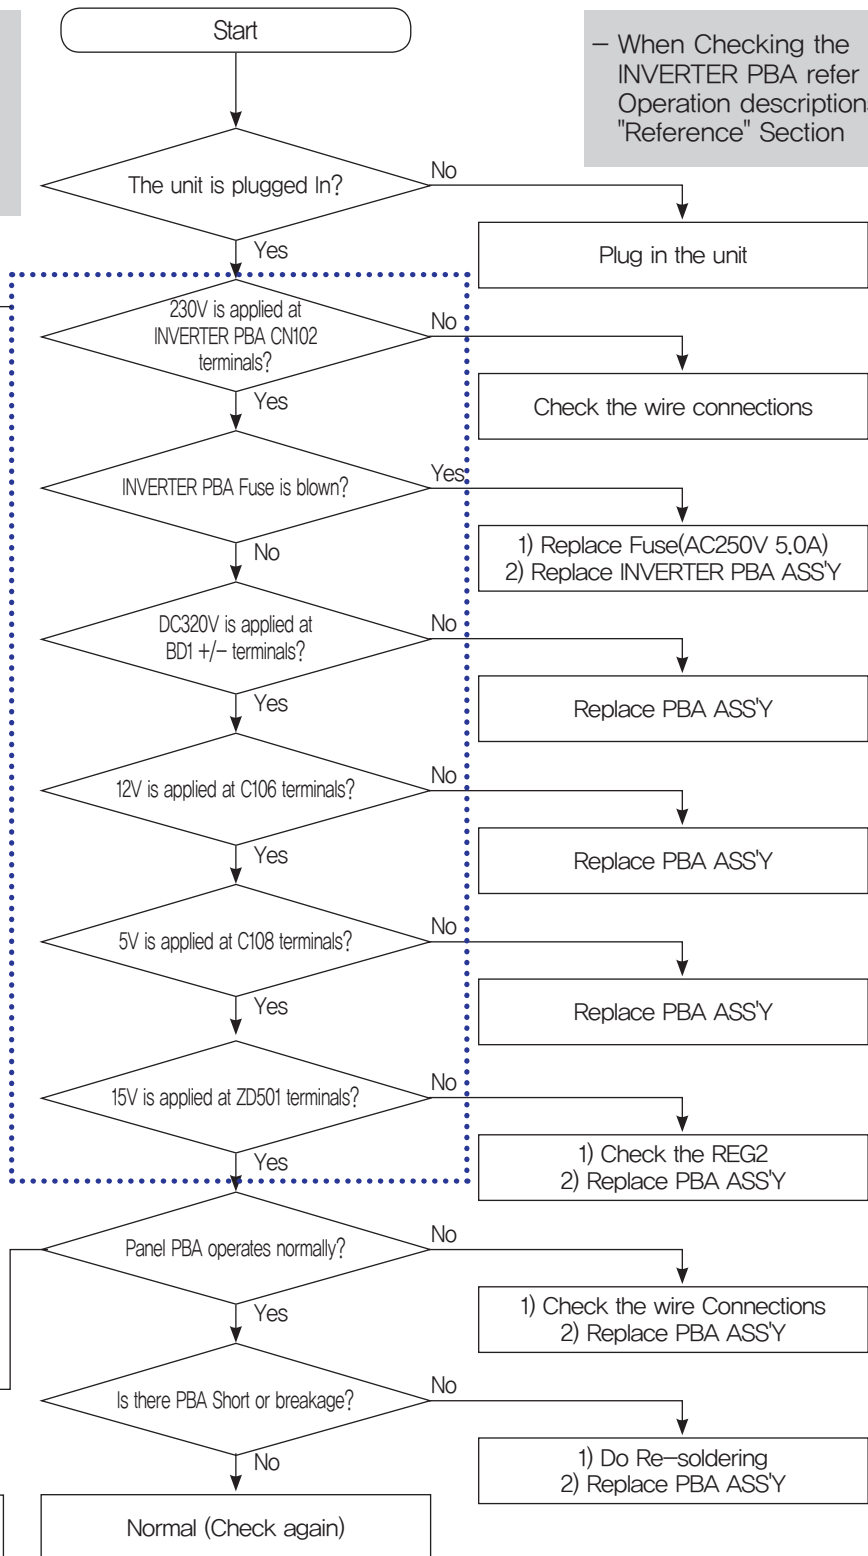 Start
- When Checking the
INVERTER PBA refer
Operation description
"Reference" Section
The unit is plugged In?
No
Plug in the unit
Yes
230V is applied at
INVERTER PBA CN102
terminals?
No
Check the wire connections
Yes
INVERTER PBA Fuse is blown?
Yes
1) Replace Fuse(AC250V 5.0A)
2) Replace INVERTER PBA ASS'Y
No
DC320V is applied at
BD1 +/- terminals?
No
Replace PBA ASS'Y
Yes
12V is applied at C106 terminals?
No
Replace PBA ASS'Y
Yes
5V is applied at C108 terminals?
No
Replace PBA ASS'Y
Yes
15V is applied at ZD501 terminals?
No
1) Check the REG2
2) Replace PBA ASS'Y
Yes
Panel PBA operates normally?
No
1) Check the wire Connections
2) Replace PBA ASS'Y
Yes
Is there PBA Short or breakage?
No
1) Do Re-soldering
2) Replace PBA ASS'Y
No
Normal (Check again)